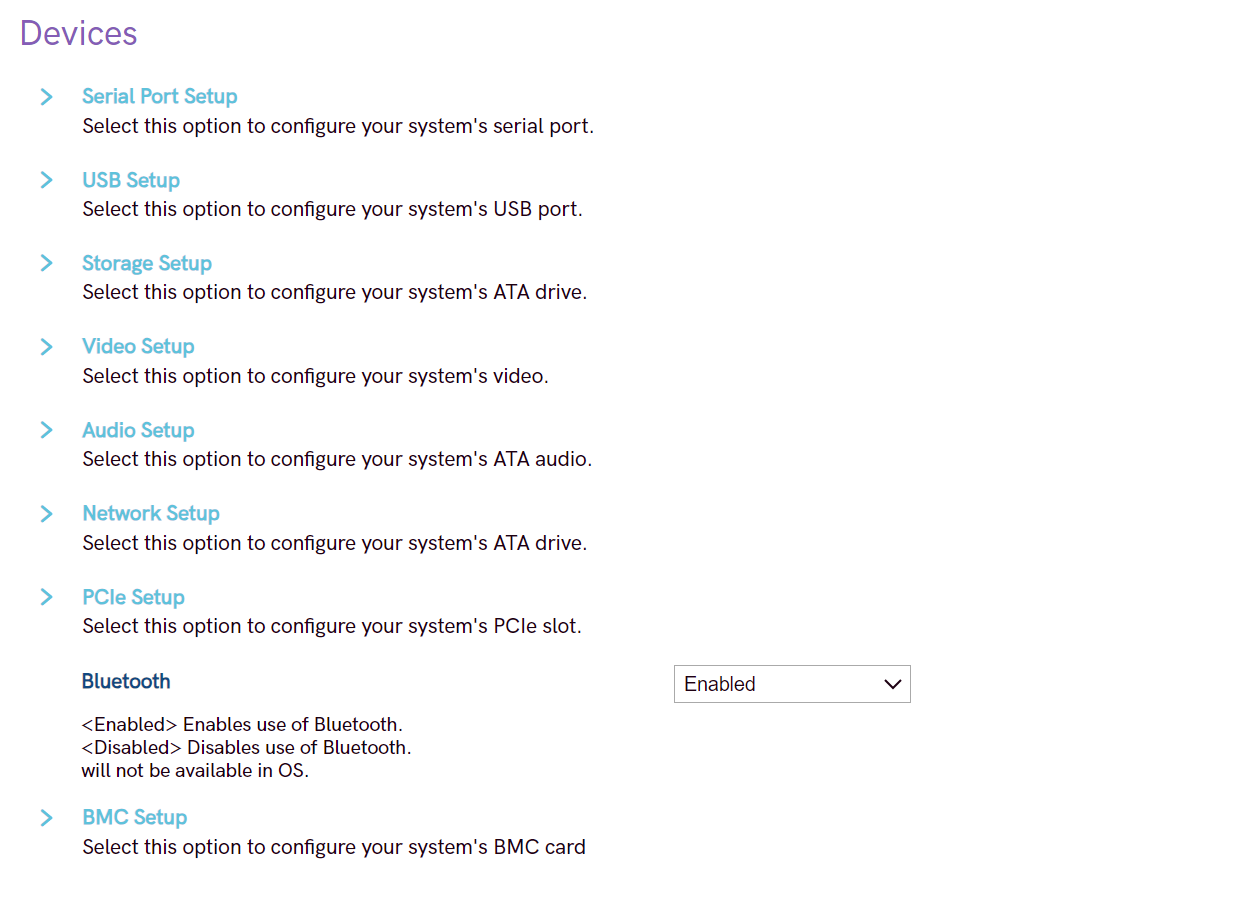 Devices
Serial Port Setup
Select this option to configure your system's serial port.
USB Setup
Select this option to configure your system's USB port.
Storage Setup
Select this option to configure your system's ATA drive.
Video Setup
Select this option to configure your system's video.
Audio Setup
Select this option to configure your system's ATA audio.
Network Setup
Select this option to configure your system's ATA drive.
PCIe Setup
Select this option to configure your system's PCIe slot.
Bluetooth
Enabled
<Enabled> Enables use of Bluetooth.
<Disabled> Disables use of Bluetooth.
will not be available in OS.
BMC Setup
Select this option to configure your system's BMC card